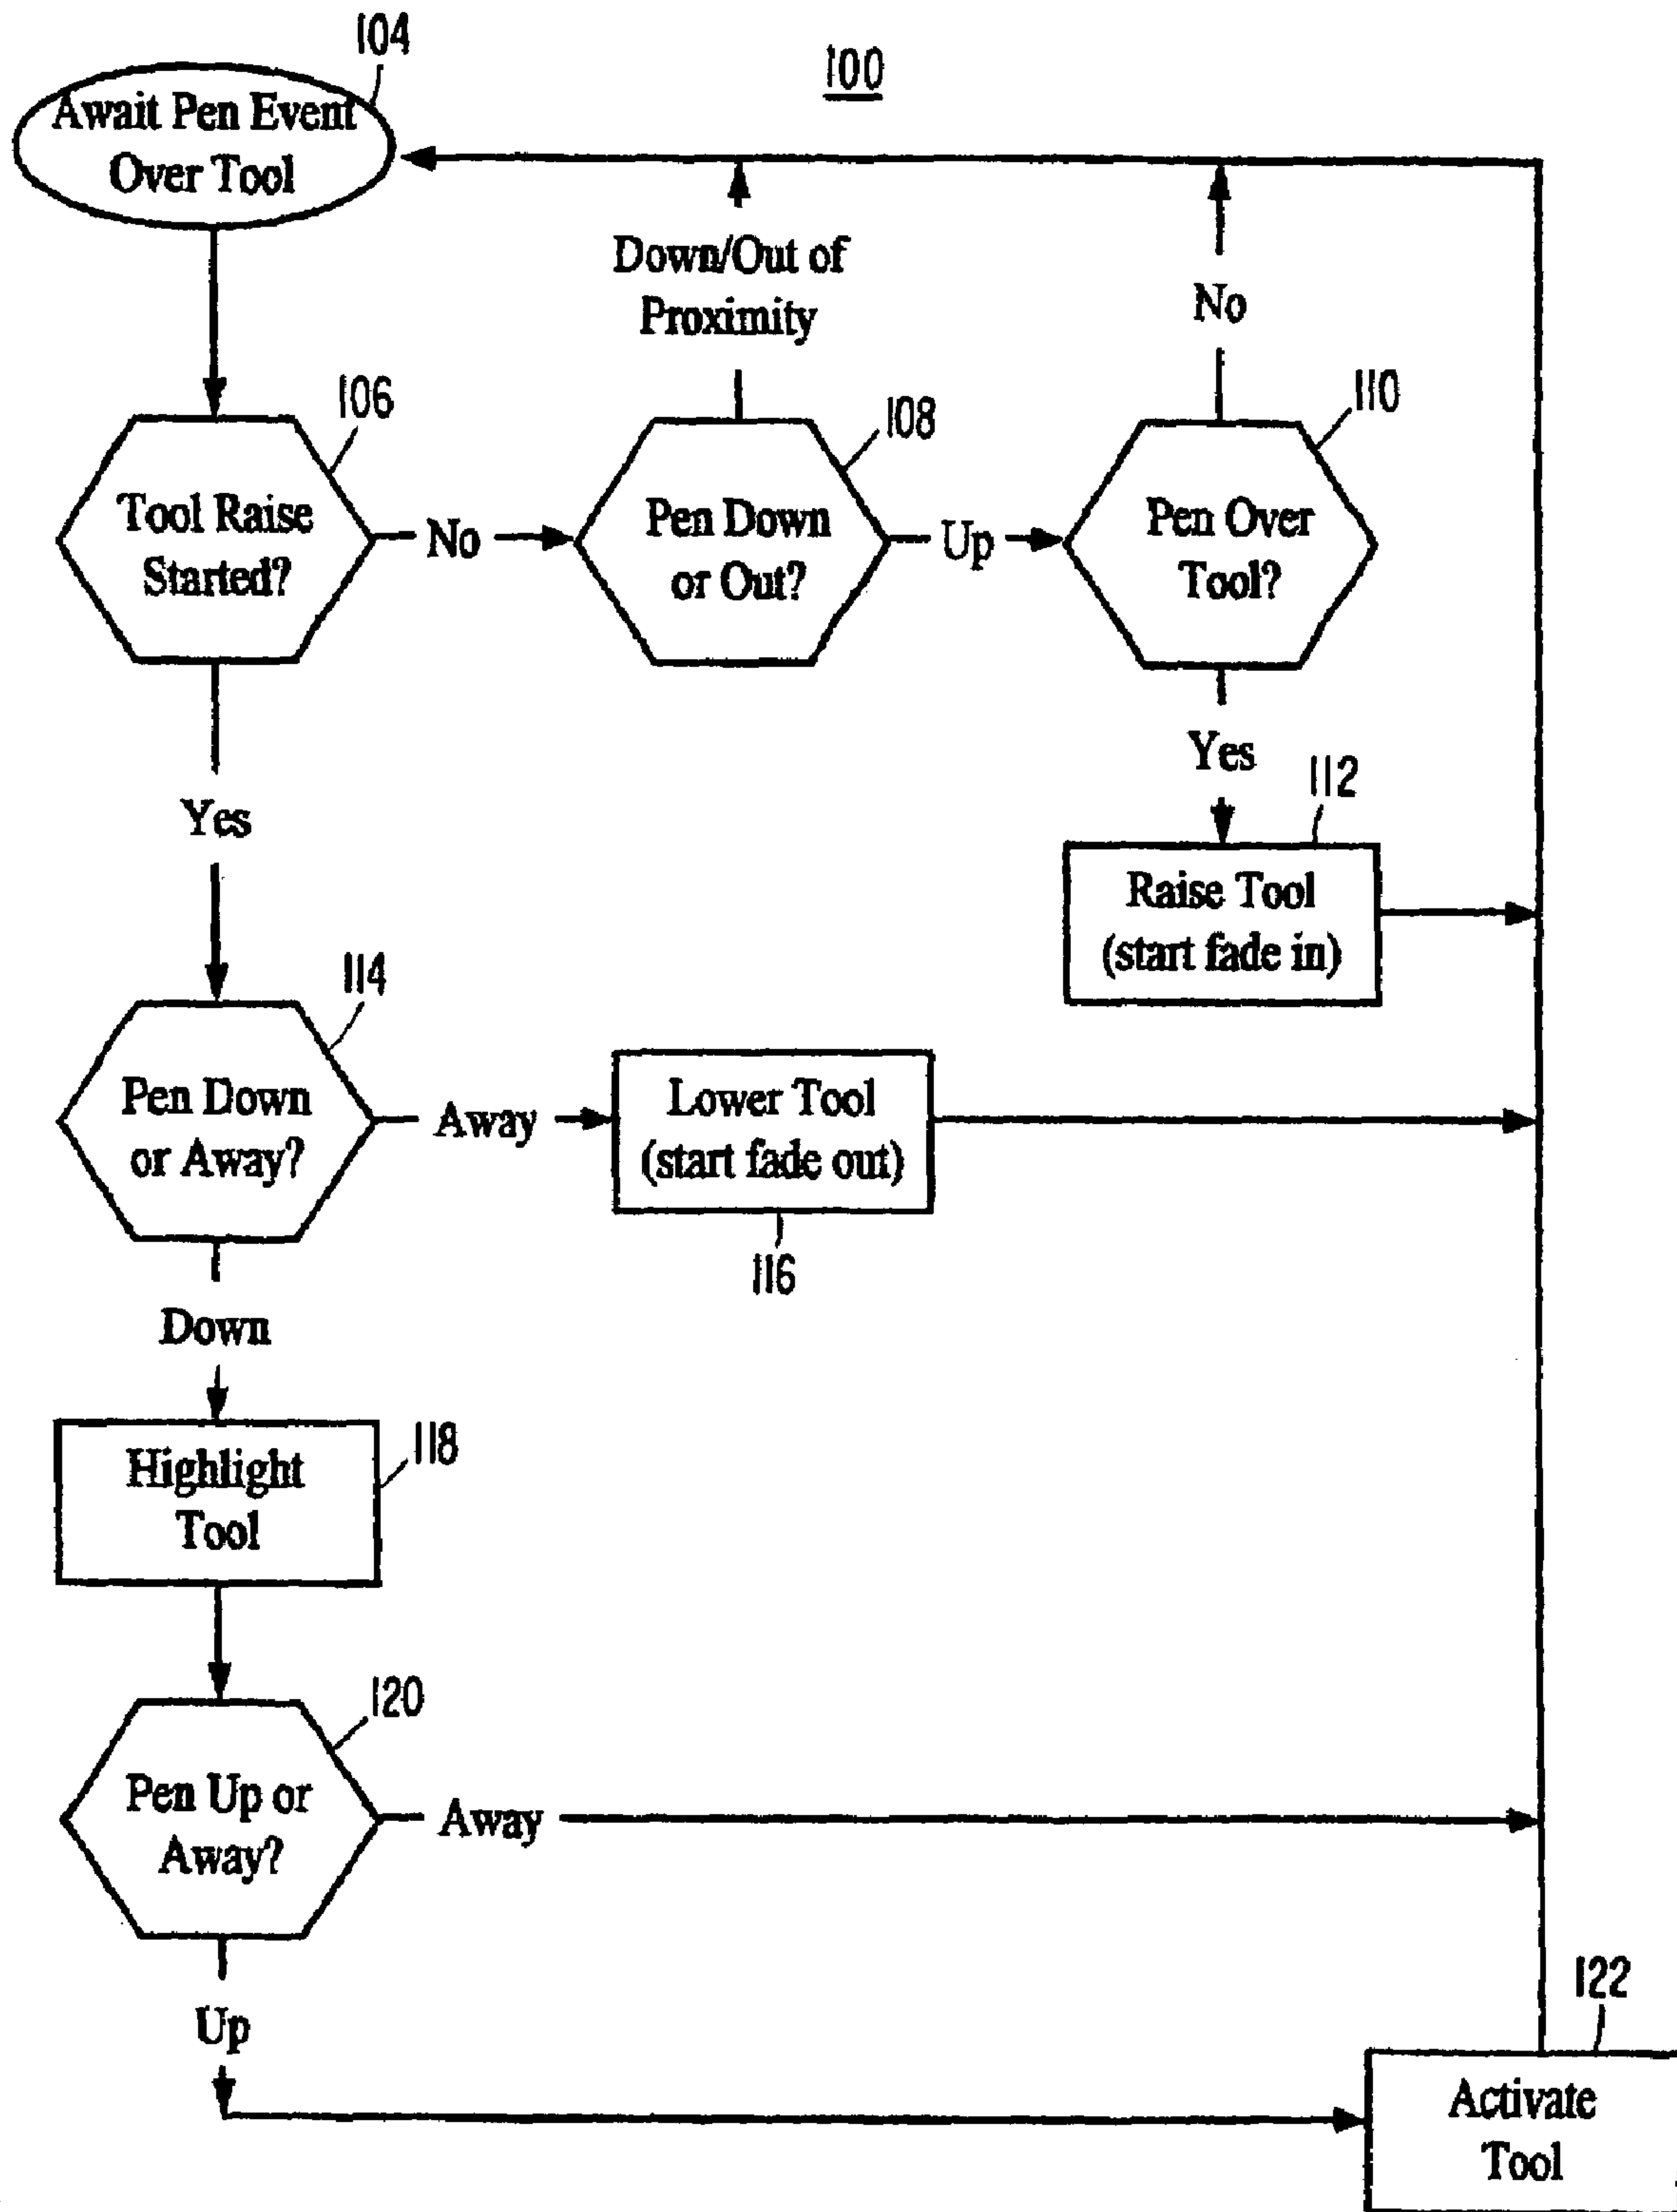 104
100
Await Pen Event
Over Tool
Down/Out of
Proximity
No
106
108
110
Tool Raise
Started?
No
Pen Down
or Out?
Up
Pen Over
Tool?
Yes
Yes
112
Raise Tool
(start fade in)
114
Pen Down
or Away?
Away
Lower Tool
(start fade out)
116
Down
118
Highlight
Tool
120
Pen Up or
Away?
Away
Up
122
Activate
Tool